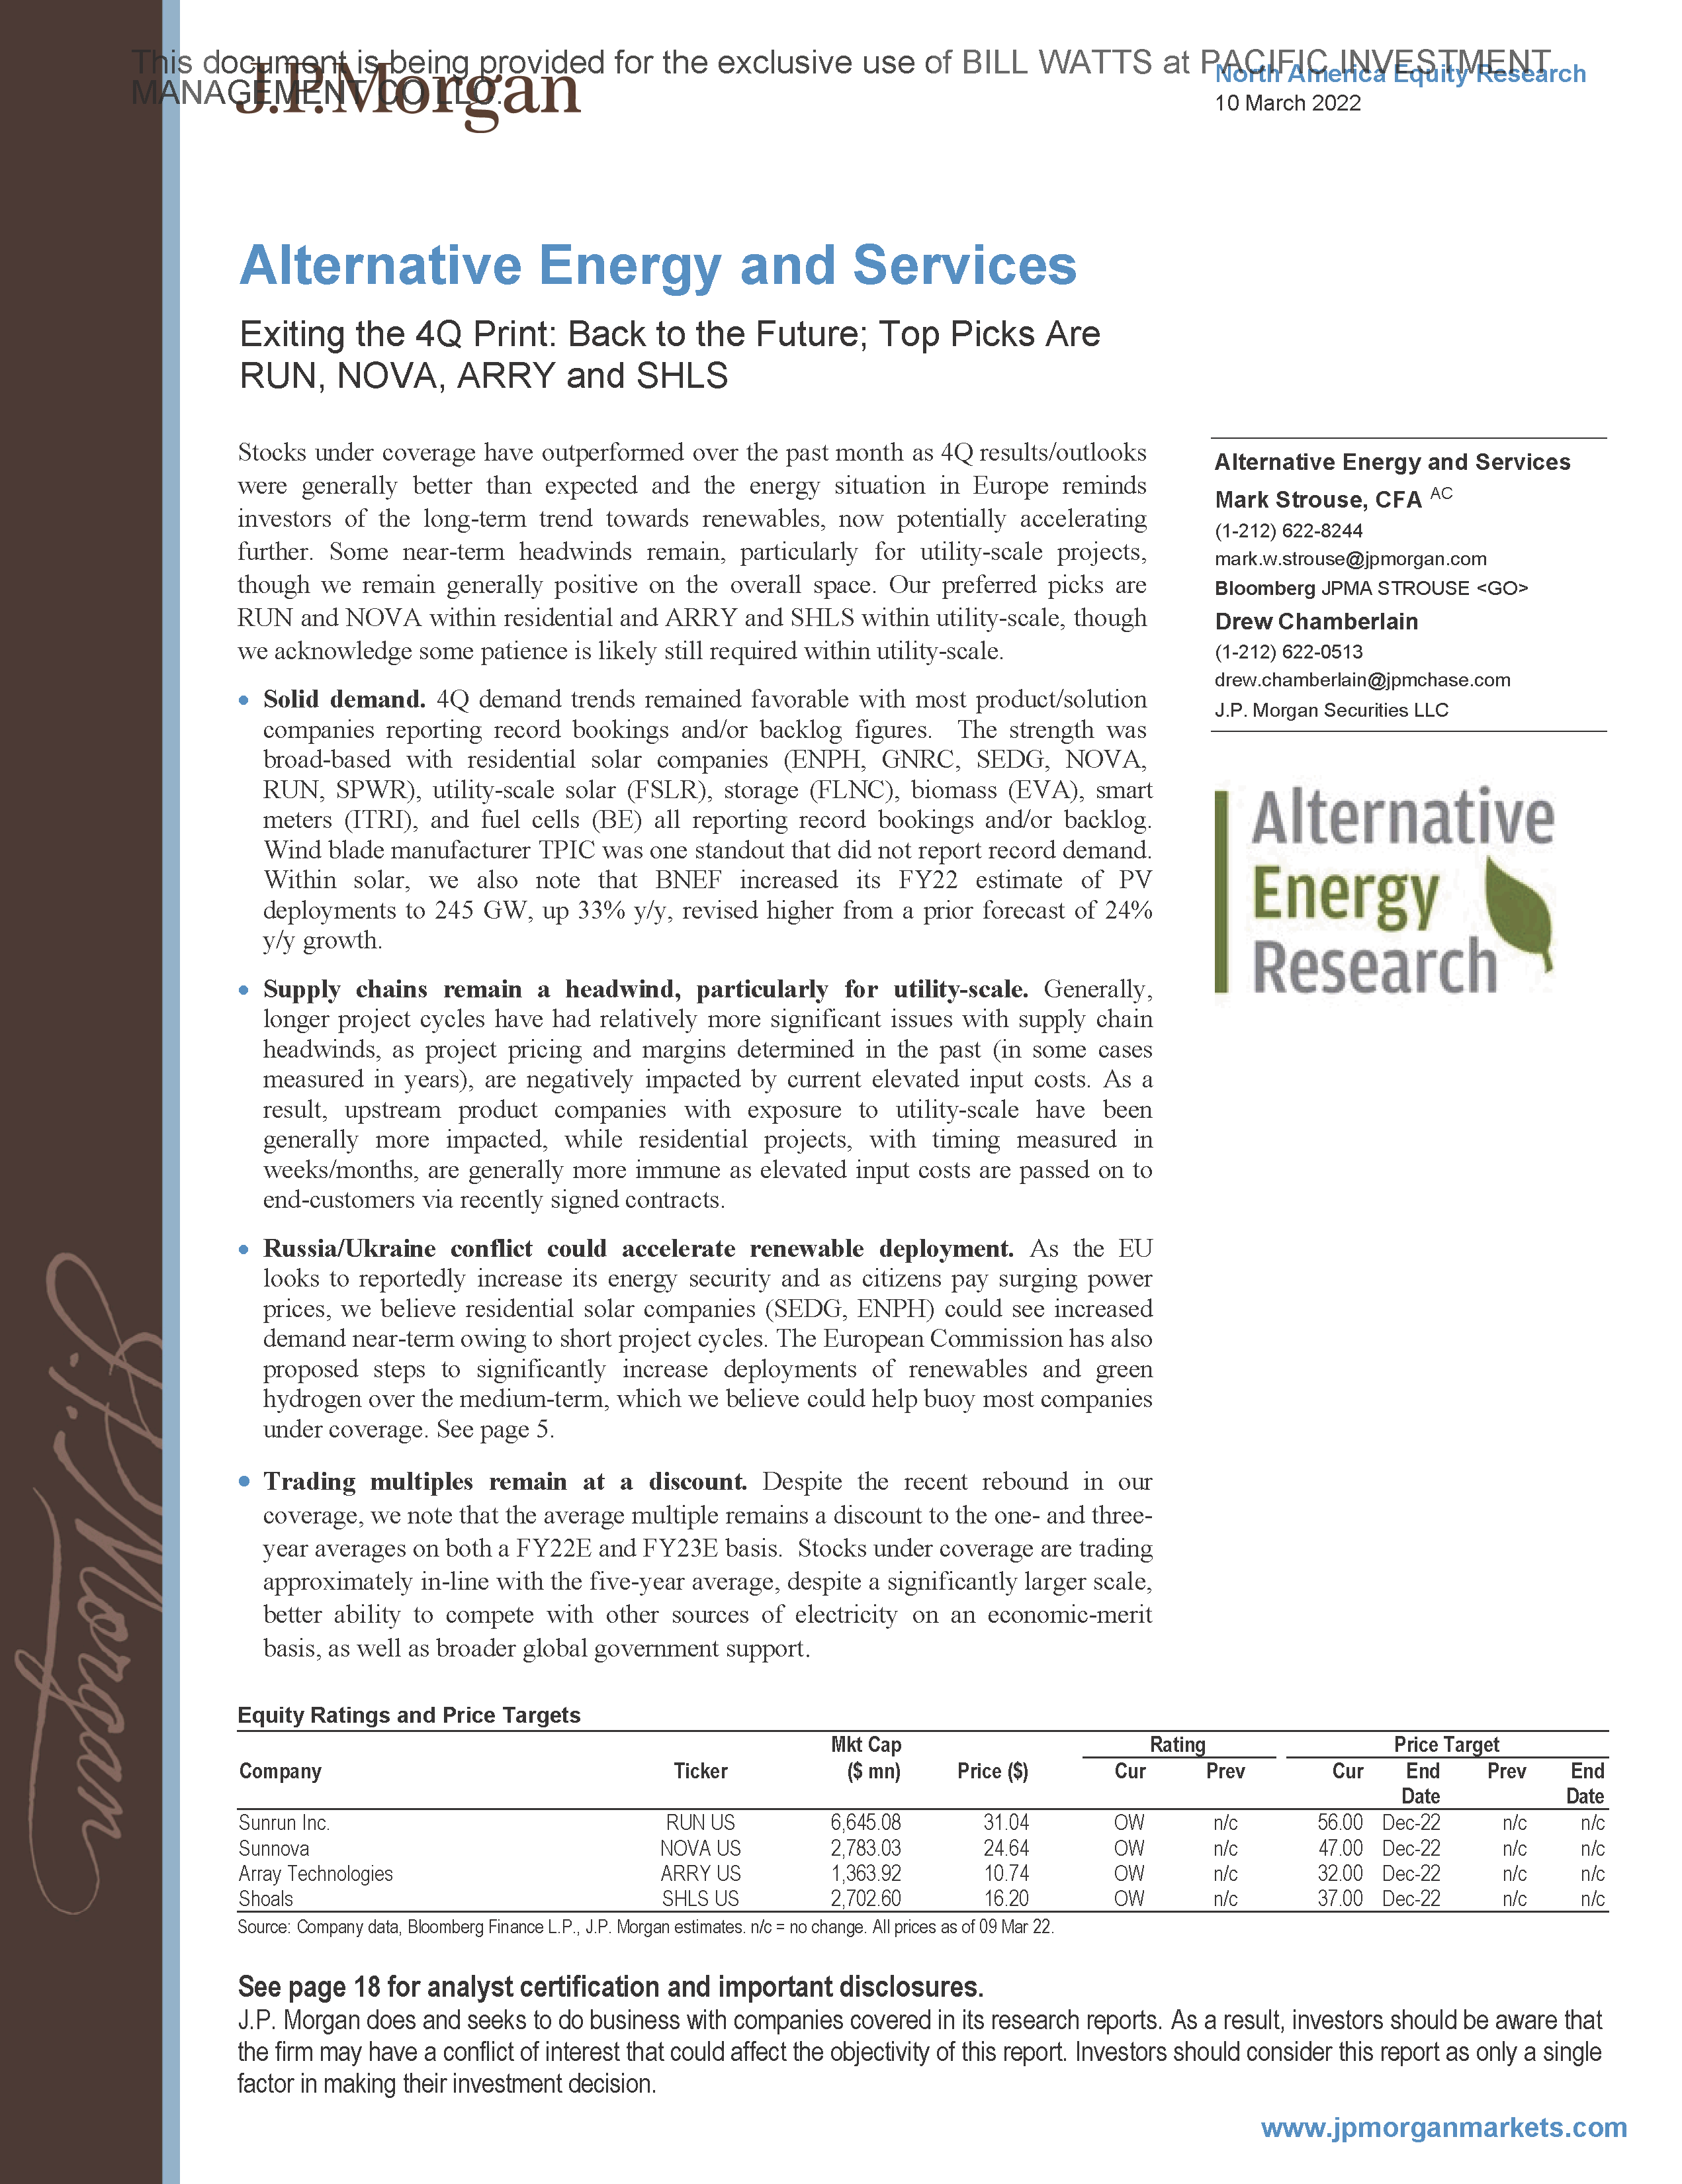 This document is being provided for the exclusive use of BILL WATTS at PACIFIC INVESTMENT
MANAGEMENT CO LLC.
J.P.Morgan
North America Equity Research
10 March 2022
Alternative Energy and Services
Exiting the 4Q Print: Back to the Future; Top Picks Are
RUN, NOVA, ARRY and SHLS
Stocks under coverage have outperformed over the past month as 4Q results/outlooks
were generally better than expected and the energy situation in Europe reminds
investors of the long-term trend towards renewables, now potentially accelerating
further. Some near-term headwinds remain, particularly for utility-scale projects,
though we remain generally positive on the overall space. Our preferred picks are
RUN and NOVA within residential and ARRY and SHLS within utility-scale, though
we acknowledge some patience is likely still required within utility-scale.
• Solid demand. 4Q demand trends remained favorable with most product/solution
companies reporting record bookings and/or backlog figures. The strength was
broad-based with residential solar companies (ENPH, GNRC, SEDG, NOVA,
RUN, SPWR), utility-scale solar (FSLR), storage (FLNC), biomass (EVA), smart
meters (ITRI), and fuel cells (BE) all reporting record bookings and/or backlog.
Wind blade manufacturer TPIC was one standout that did not report record demand.
Within solar, we also note that BNEF increased its FY22 estimate of PV
deployments to 245 GW, up 33% y/y, revised higher from a prior forecast of 24%
y/y growth.
• Supply chains remain a headwind, particularly for utility-scale. Generally,
longer project cycles have had relatively more significant issues with supply chain
headwinds, as project pricing and margins determined in the past (in some cases
measured in years), are negatively impacted by current elevated input costs. As a
result, upstream product companies with exposure to utility-scale have been
generally more impacted, while residential projects, with timing measured in
weeks/months, are generally more immune as elevated input costs are passed on to
end-customers via recently signed contracts.
• Russia/Ukraine conflict could accelerate renewable deployment. As the EU
looks to reportedly increase its energy security and as citizens pay surging power
prices, we believe residential solar companies (SEDG, ENPH) could see increased
demand near-term owing to short project cycles. The European Commission has also
proposed steps to significantly increase deployments of renewables and green
hydrogen over the medium-term, which we believe could help buoy most companies
under coverage. See page 5.
• Trading multiples remain at a discount. Despite the recent rebound in our
coverage, we note that the average multiple remains a discount to the one- and three-
year averages on both a FY22E and FY23E basis. Stocks under coverage are trading
approximately in-line with the five-year average, despite a significantly larger scale,
better ability to compete with other sources of electricity on an economic-merit
basis, as well as broader global government support.
Alternative Energy and Services
Mark Strouse, CFA AC
(1-212) 622-8244
mark.w.strouse@jpmorgan.com
Bloomberg JPMA STROUSE <GO>
Drew Chamberlain
(1-212) 622-0513
drew.chamberlain@jpmchase.com
J.P. Morgan Securities LLC
Alternative
Energy
Research
J.P.Morgan
Equity Ratings and Price Targets
Mkt Cap Rating Price Target
Company Ticker ($ mn) Price ($) Cur Prev Cur End Prev End
Date Date
Sunrun Inc. RUN US 6,645.08 31.04 OW n/c 56.00 Dec-22 n/c n/c
Sunnova NOVA US 2,783.03 24.64 OW n/c 47.00 Dec-22 n/c n/c
Array Technologies ARRY US 1,363.92 10.74 OW n/c 32.00 Dec-22 n/c n/c
Shoals SHLS US 2,702.60 16.20 OW n/c 37.00 Dec-22 n/c n/c
Source: Company data, Bloomberg Finance L.P., J.P. Morgan estimates. n/c = no change. All prices as of 09 Mar 22.
See page 18 for analyst certification and important disclosures.
J.P. Morgan does and seeks to do business with companies covered in its research reports. As a result, investors should be aware that
the firm may have a conflict of interest that could affect the objectivity of this report. Investors should consider this report as only a single
factor in making their investment decision.
www.jpmorganmarkets.com